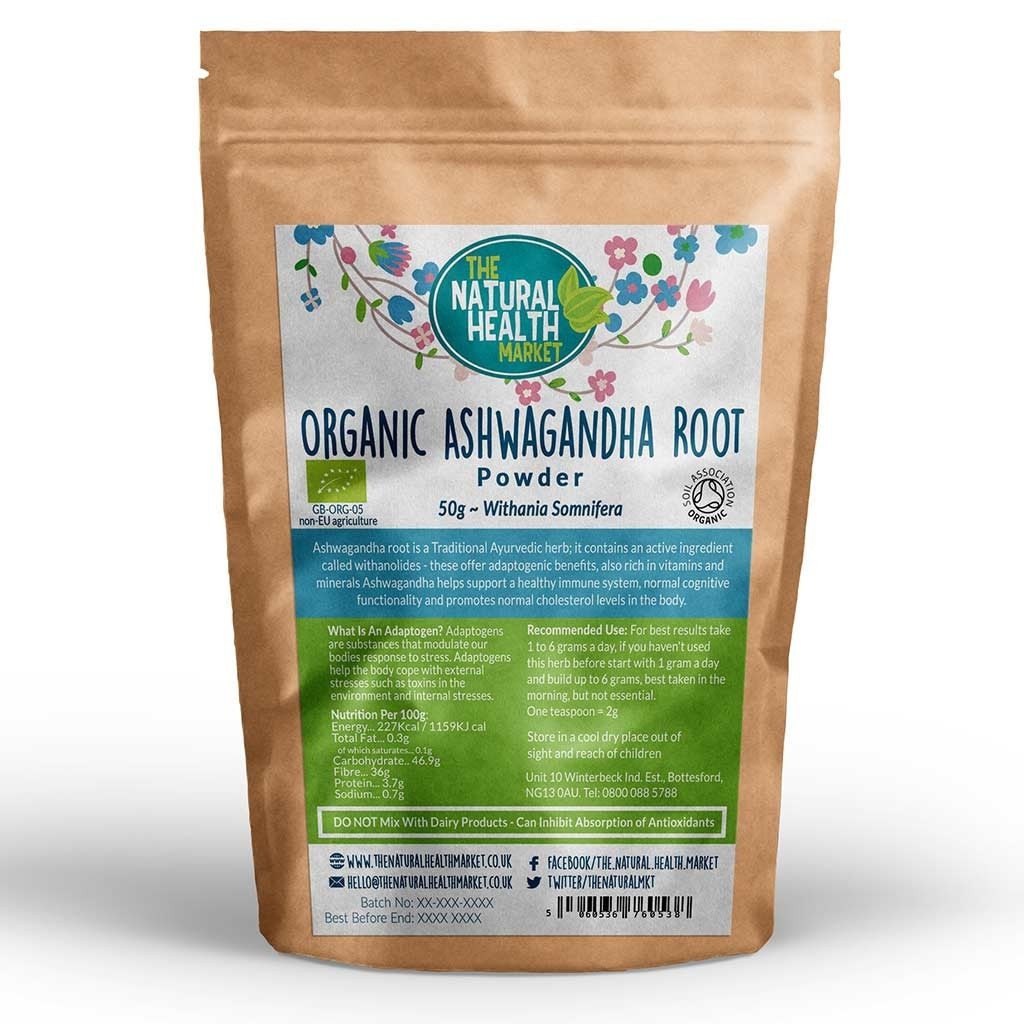 THE
NATURAL
HEALTH
MARKET
ORGANIC ASHWAGANDHA ROOT
Powder
50g ~ Withania Somnifera
GB-ORG-05
non-EU agriculture
SOIL ASSOCIATION
ORGANIC
Ashwagandha root is a Traditional Ayurvedic herb; it contains an active ingredient
called withanolides - these offer adaptogenic benefits, also rich in vitamins and
minerals Ashwagandha helps support a healthy immune system, normal cognitive
functionality and promotes normal cholesterol levels in the body.
What Is An Adaptogen? Adaptogens
are substances that modulate our
bodies response to stress. Adaptogens
help the body cope with external
stresses such as toxins in the
environment and internal stresses.
Nutrition Per 100g:
Energy... 227Kcal / 1159KJ cal
Total Fat... 0.3g
of which saturates... 0.1g
Carbohydrate.. 46.9g
Fibre... 36g
Protein... 3.7g
Sodium... 0.7g
Recommended Use: For best results take
1 to 6 grams a day, if you haven't used
this herb before start with 1 gram a day
and build up to 6 grams, best taken in the
morning, but not essential.
One teaspoon = 2g
Store in a cool dry place out of
sight and reach of children
Unit 10 Winterbeck Ind. Est., Bottesford,
NG13 0AU. Tel: 0800 088 5788
DO NOT Mix With Dairy Products - Can Inhibit Absorption of Antioxidants
WWW.THENATURALHEALTHMARKET.CO.UK
HELLO@THENATURALHEALTHMARKET.CO.UK
Batch No: XX-XXX-XXXX
Best Before End: XXXX XXXX
FACEBOOK/THE.NATURAL.HEALTH.MARKET
TWITTER/THENATURALMKT
5 060536 760538